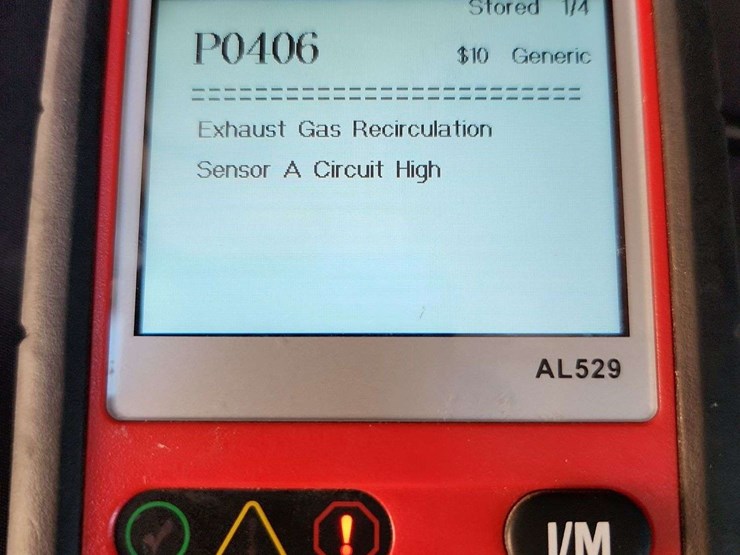 Stored 1/4
P0406 $10 Generic
=========================
Exhaust Gas Recirculation
Sensor A Circuit High
AL529
!
I/M